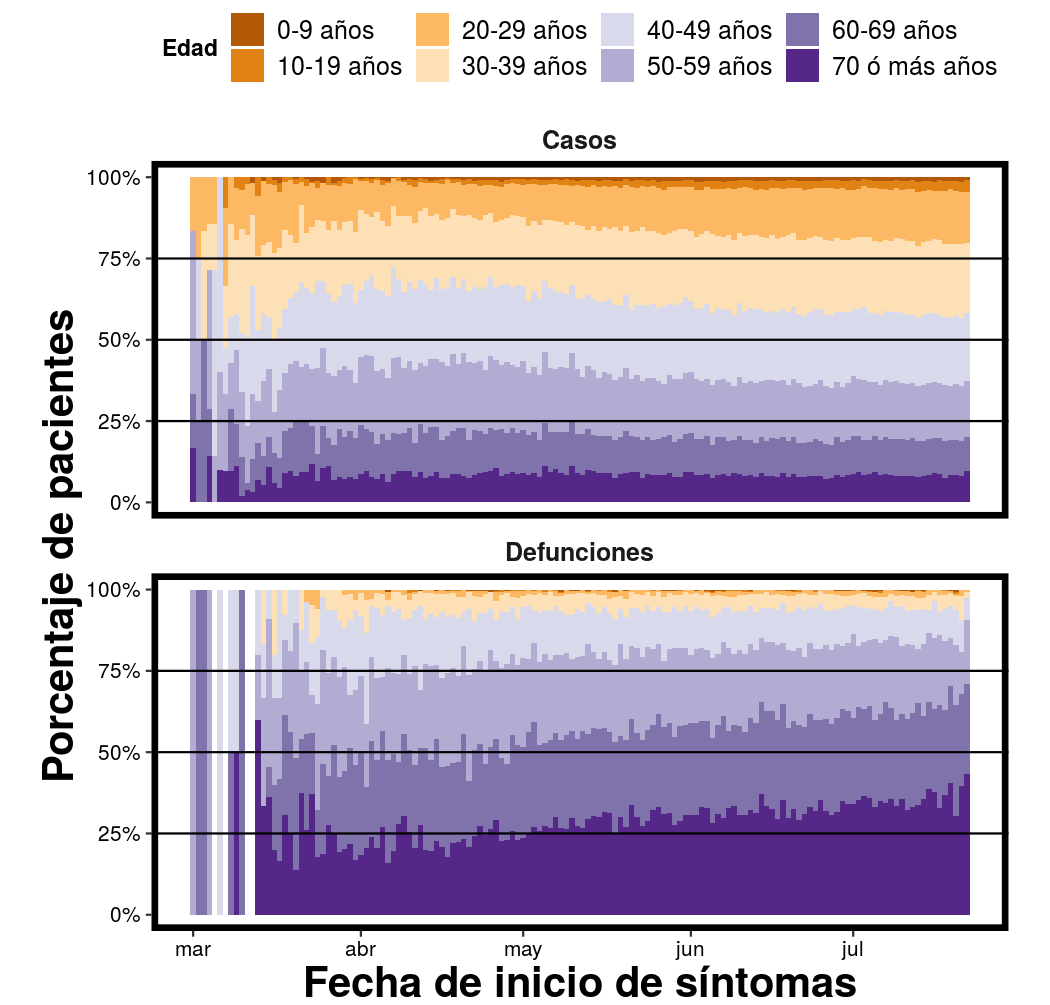 Edad
0-9 años 20-29 años 40-49 años 60-69 años
10-19 años 30-39 años 50-59 años 70 ó más años
Casos
100%
75%
50%
25%
0%
Defunciones
100%
75%
50%
25%
0%
mar abr may jun jul
Porcentaje de pacientes
Fecha de inicio de síntomas